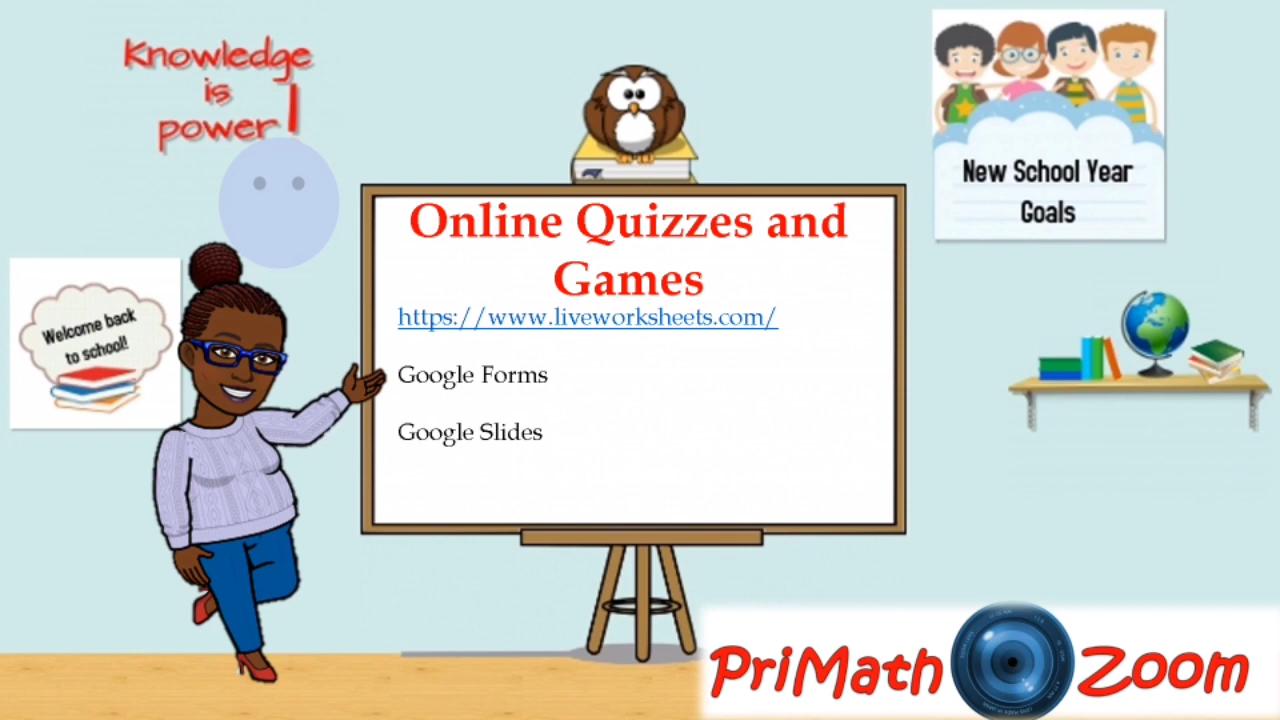 Knowledge
is
power!
New School Year
Goals
Welcome back
to school!
Online Quizzes and
Games
https://www.liveworksheets.com/
Google Forms
Google Slides
PriMath Zoom